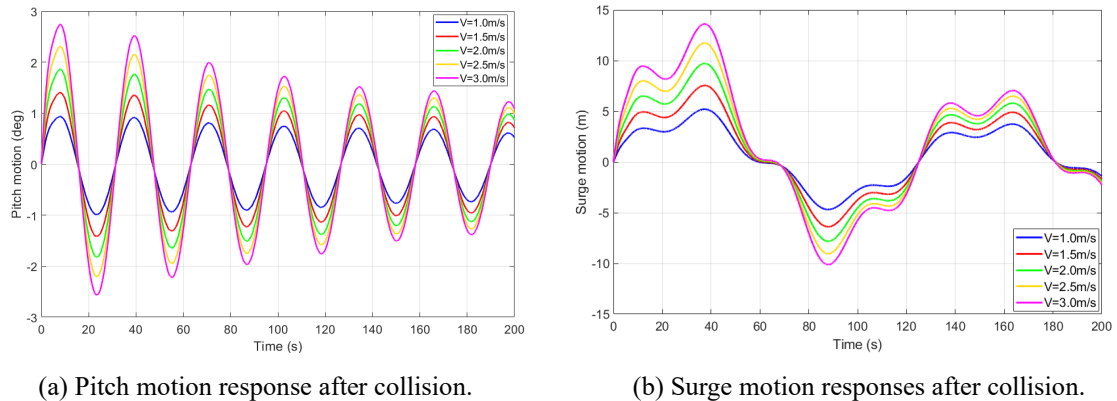 3
2
1
0
-1
-2
-3
Pitch motion (deg)
0 20 40 60 80 100 120 140 160 180 200
Time (s)
V=1.0m/s
V=1.5m/s
V=2.0m/s
V=2.5m/s
V=3.0m/s
(a) Pitch motion response after collision.
15
10
5
0
-5
-10
-15
Surge motion (m)
0 20 40 60 80 100 120 140 160 180 200
Time (s)
V=1.0m/s
V=1.5m/s
V=2.0m/s
V=2.5m/s
V=3.0m/s
(b) Surge motion responses after collision.